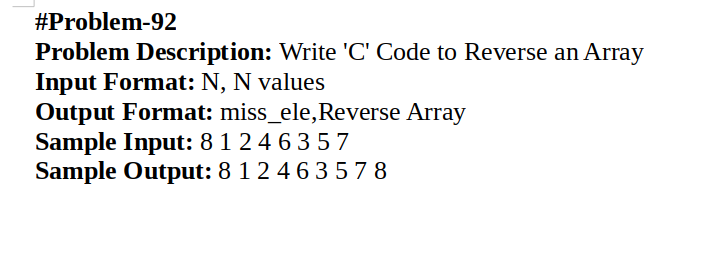 #Problem-92
Problem Description: Write 'C' Code to Reverse an Array
Input Format: N, N values
Output Format: miss_ele,Reverse Array
Sample Input: 8 1 2 4 6 3 5 7
Sample Output: 8 1 2 4 6 3 5 7 8